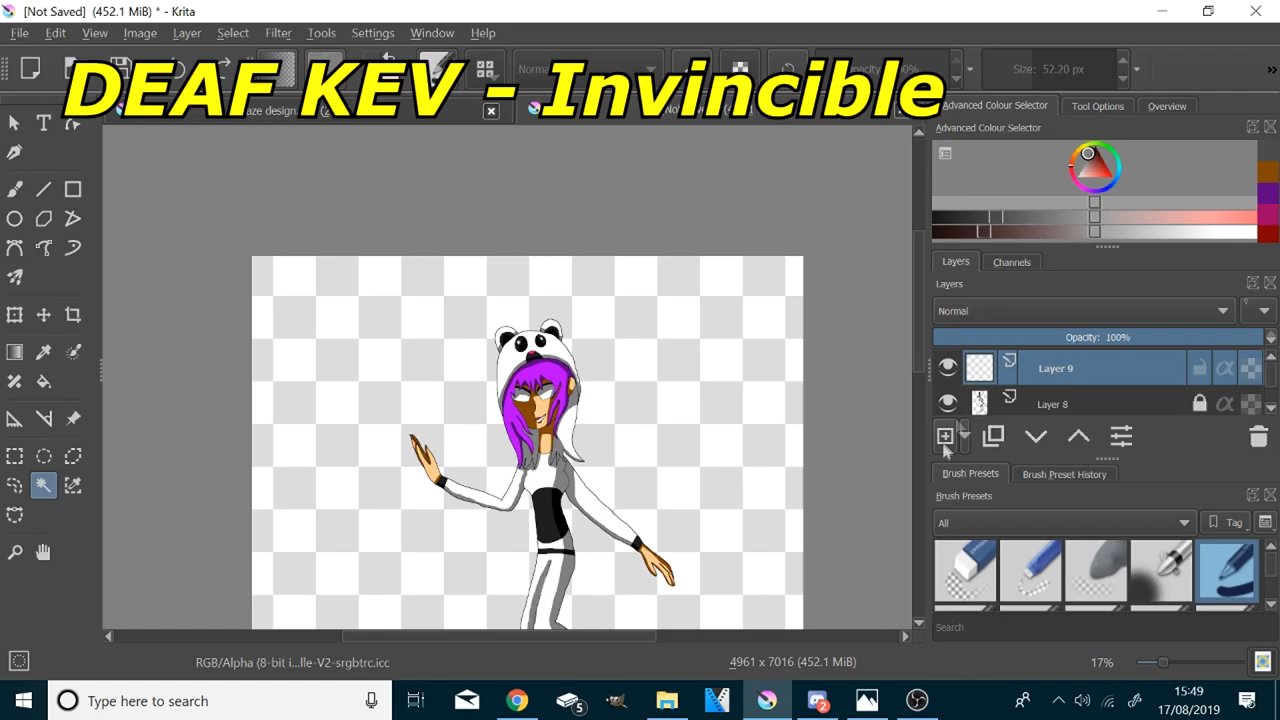 [Not Saved] (452.1 MiB) * - Krita
File Edit View Image Layer Select Filter Tools Settings Window Help
DEAF KEV - Invincible
Size: 52.20 px
Advanced Colour Selector Tool Options Overview
Advanced Colour Selector
Layers Channels
Layers
Normal
Opacity: 100%
Layer 9
Layer 8
Brush Presets Brush Preset History
Brush Presets
All Tag
Search
RGB/Alpha (8-bit i...lle-V2-srgbtrc.icc
4961 x 7016 (452.1 MiB)
17%
Type here to search
5
2
15:49
17/08/2019